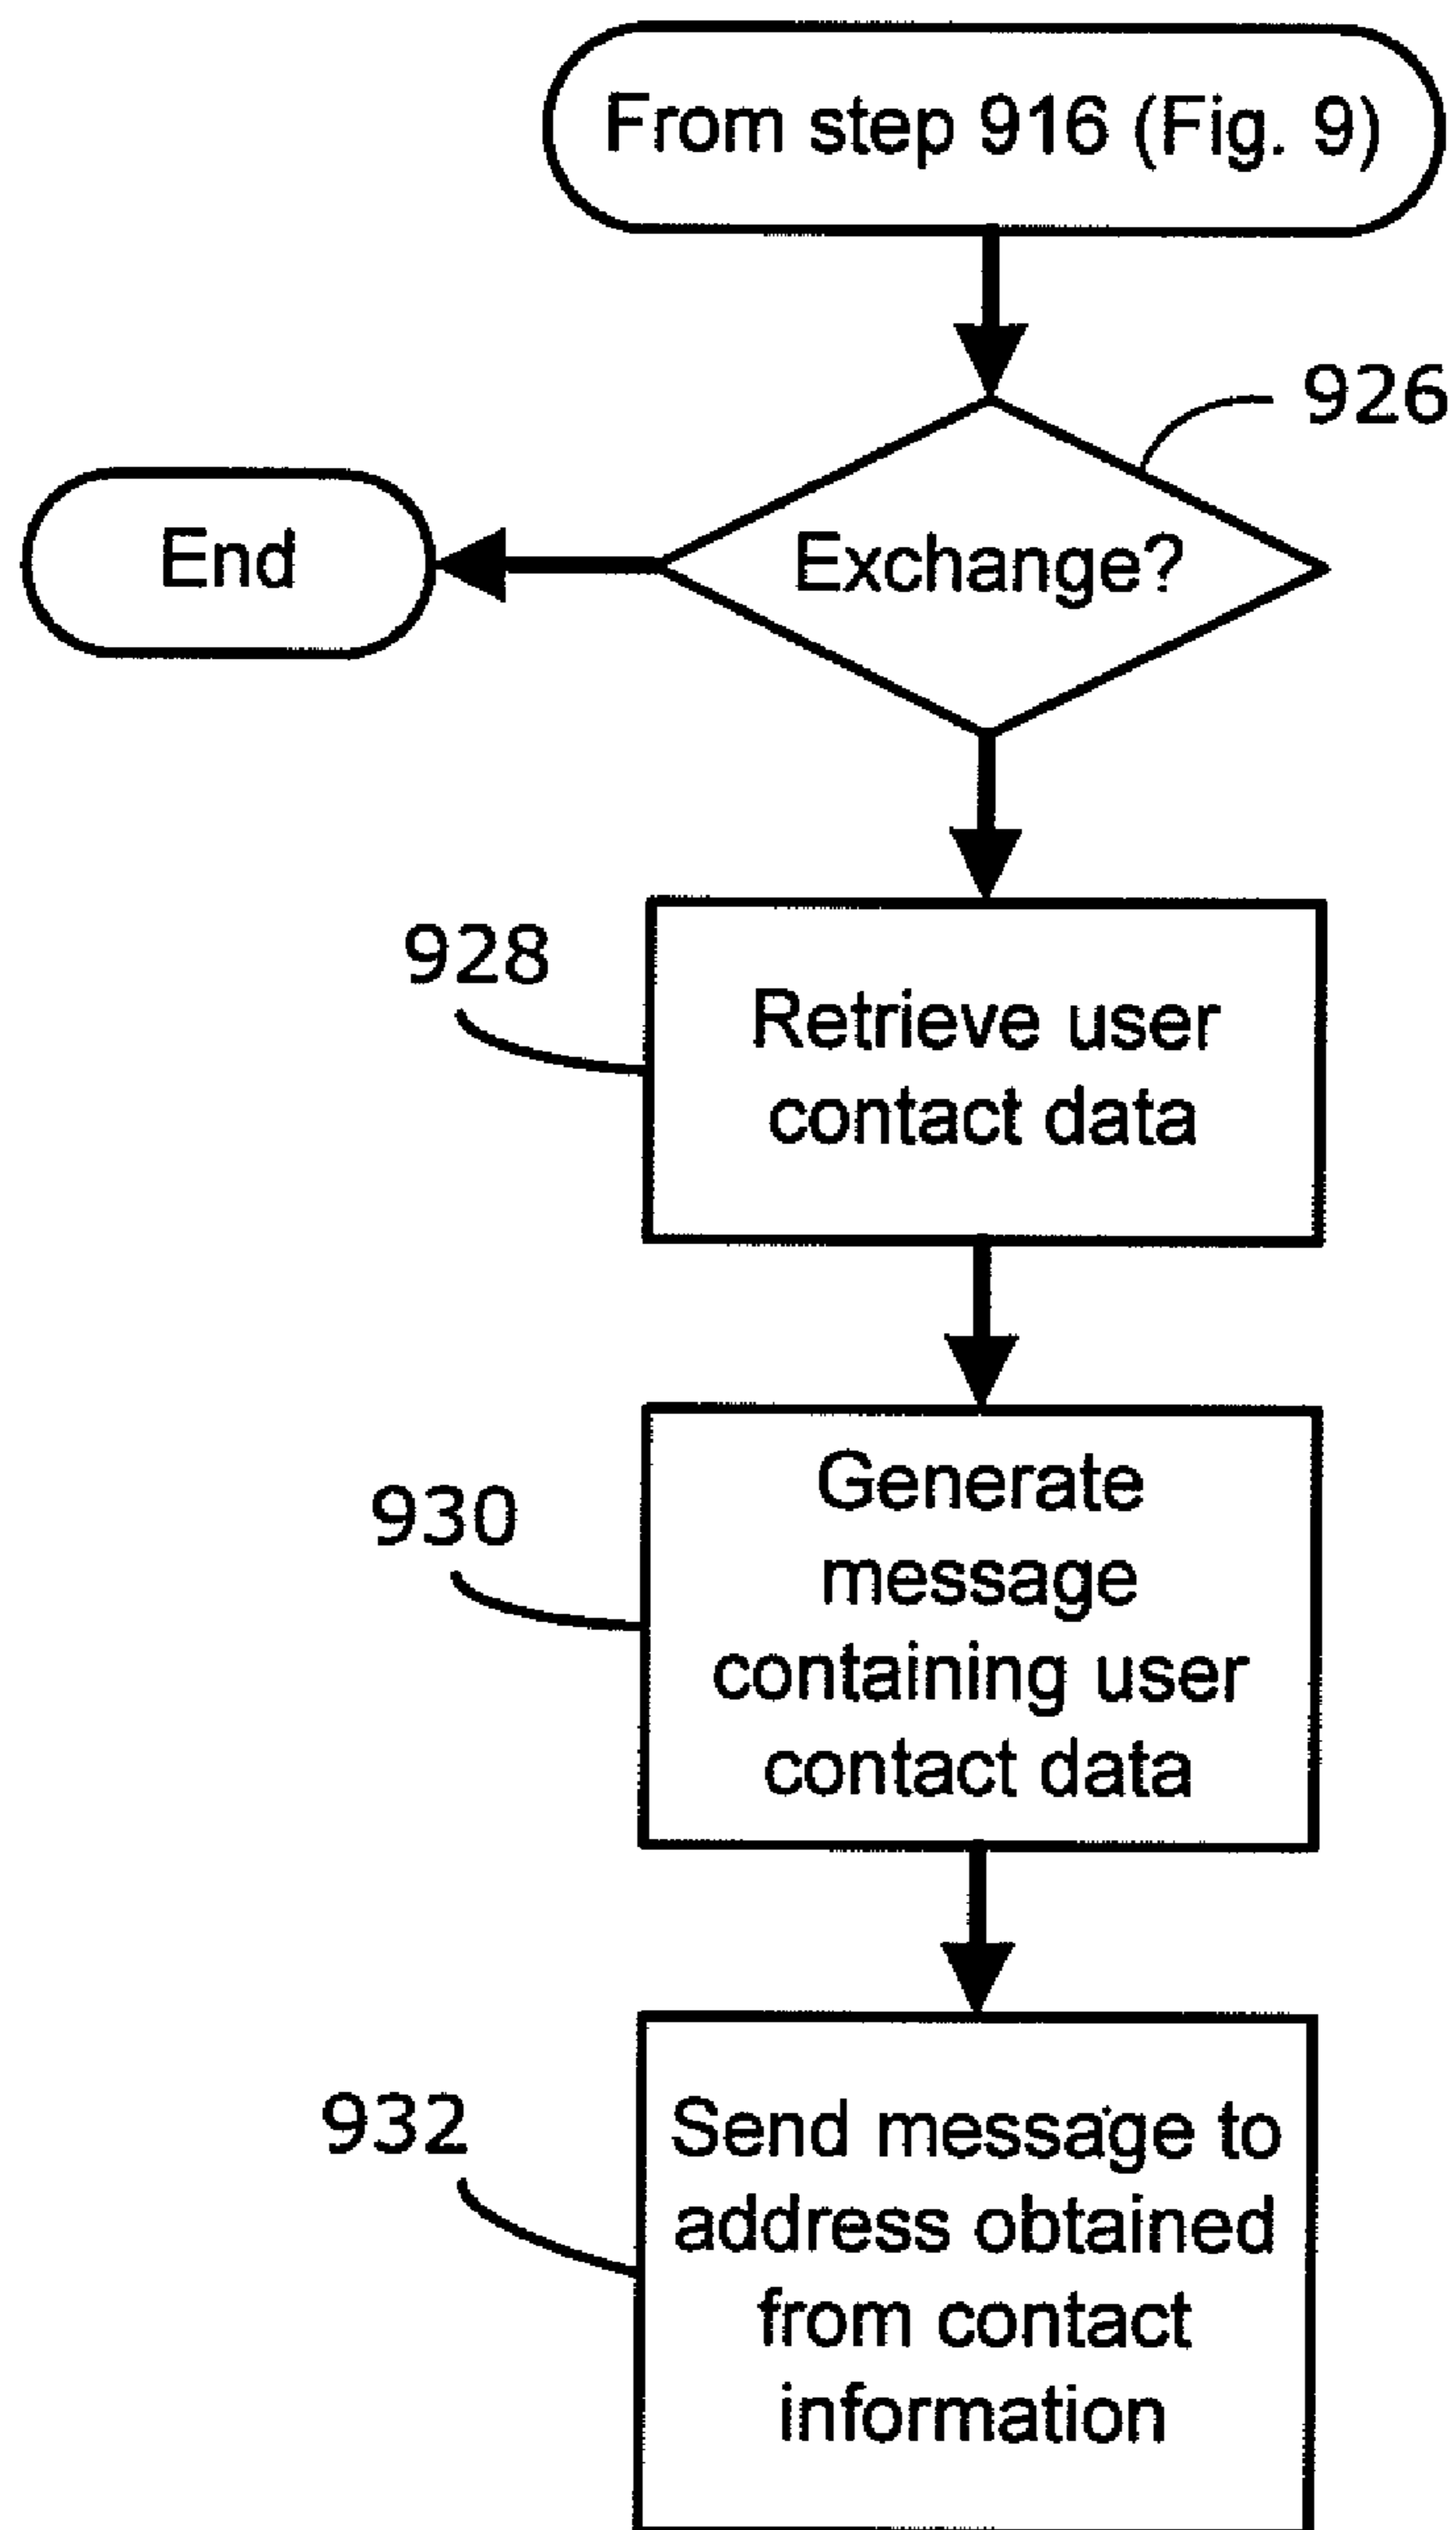 From step 916 (Fig. 9)
926
End
Exchange?
928
Retrieve user
contact data
930
Generate
message
containing user
contact data
932
Send message to
address obtained
from contact
information